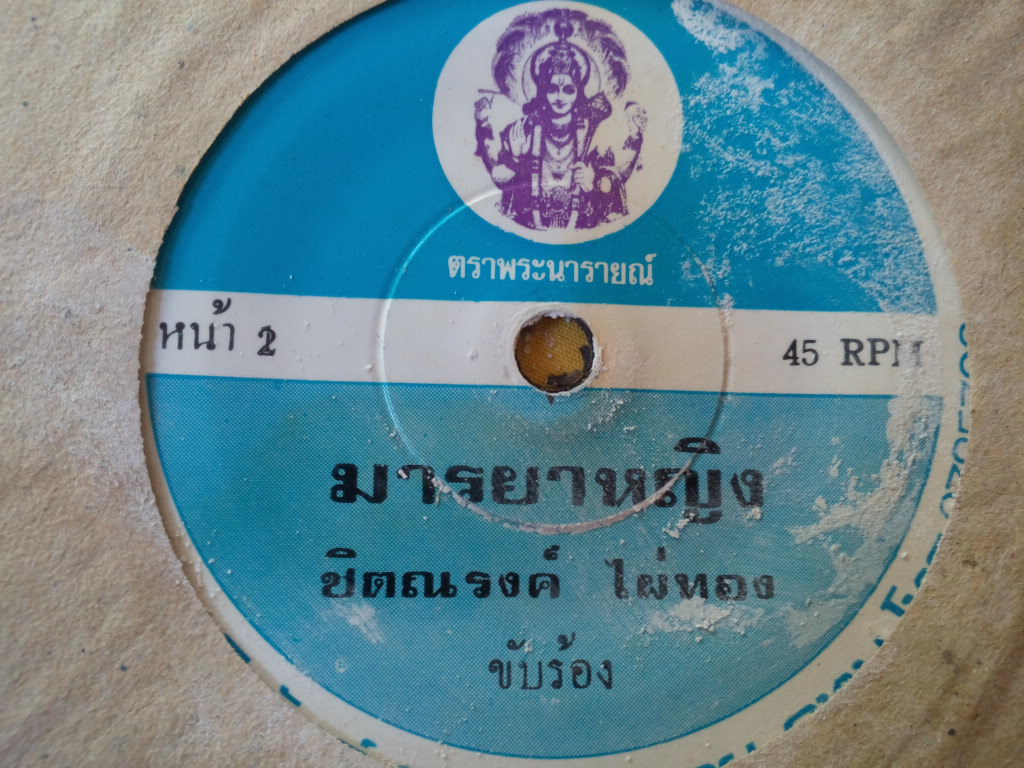 ตราพระนารายณ์
หน้า 2
45 RPM
มารยาหญิง
ชิตณรงค์ ไผ่ทอง
ขับร้อง